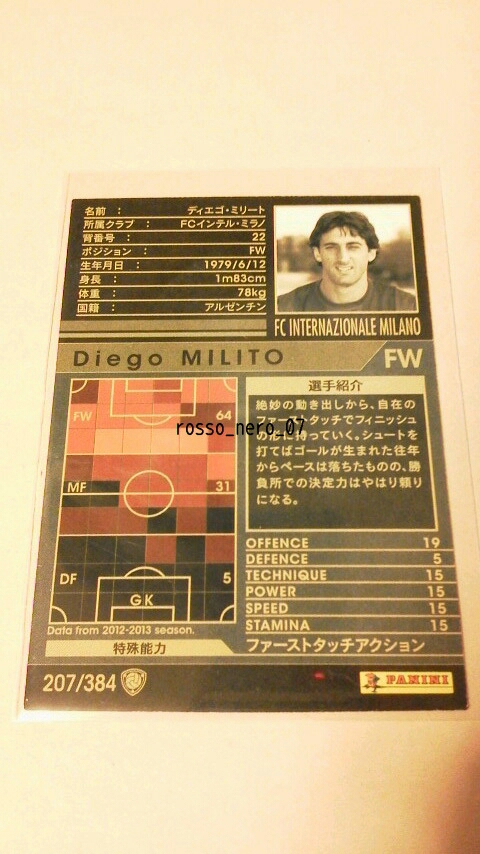 名前 : ディエゴ・ミリート
所属クラブ : FCインテル・ミラノ
背番号 : 22
ポジション : FW
生年月日 : 1979/6/12
身長 : 1m83cm
体重 : 78kg
国籍 : アルゼンチン
FC INTERNAZIONALE MILANO
Diego MILITO FW
FW 64
MF 31
DF 5
GK
Data from 2012-2013 season.
選手紹介
絶妙の動き出しから、自在の
ファーストタッチでフィニッシュ
の形に持っていく。シュートを
打てばゴールが生まれた往年
からペースは落ちたものの、勝
負所での決定力はやはり頼り
になる。
rosso_nero_07
OFFENCE 19
DEFENCE 5
TECHNIQUE 15
POWER 15
SPEED 15
STAMINA 15
特殊能力 ファーストタッチアクション
207/384
PANINI